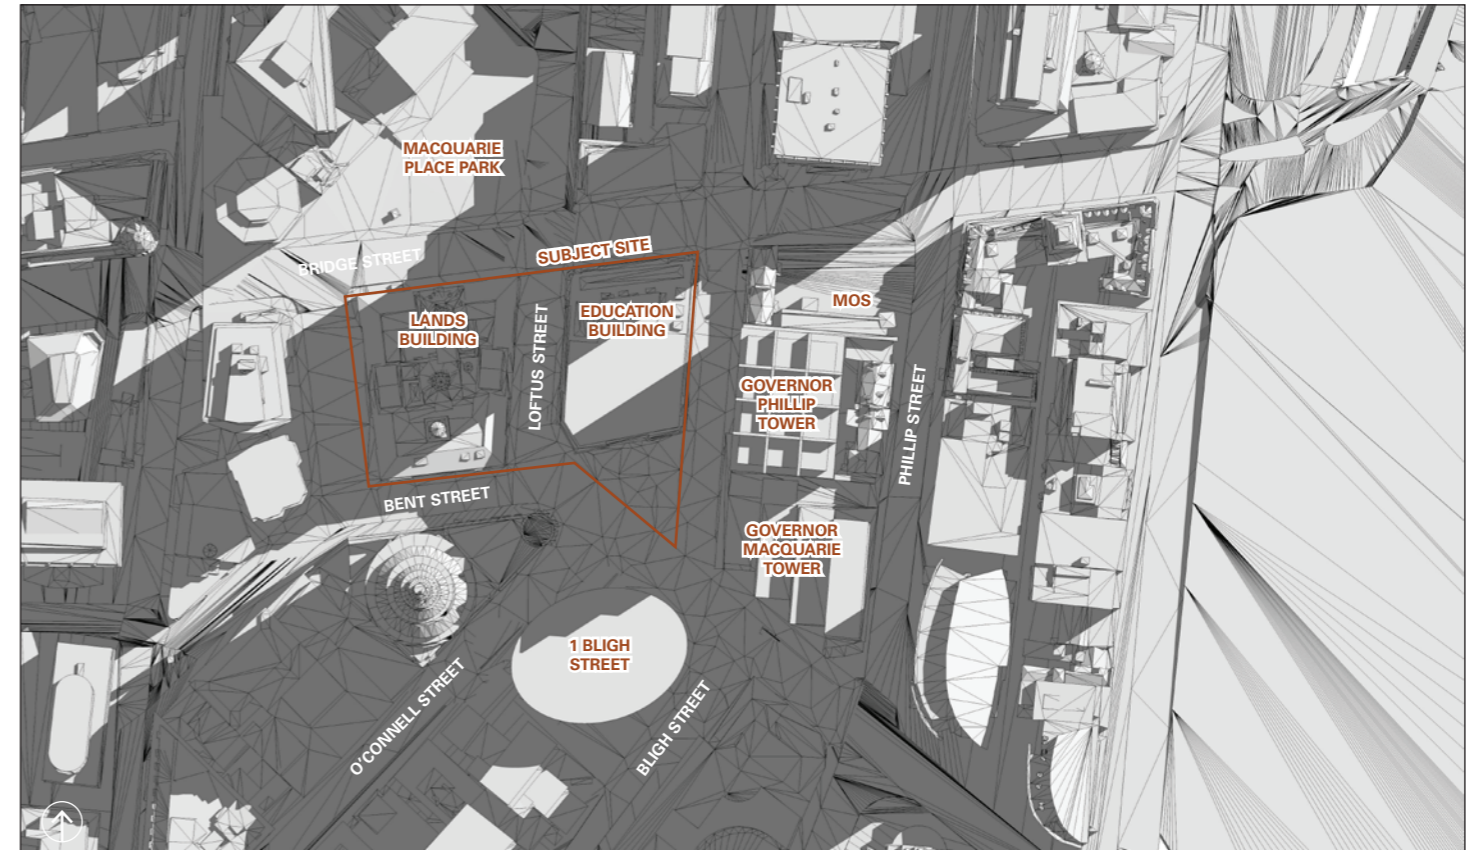 MACQUARIE
PLACE PARK
BRIDGE STREET
SUBJECT SITE
LANDS
BUILDING
LOFTUS STREET
EDUCATION
BUILDING
MOS
GOVERNOR
PHILLIP
TOWER
PHILLIP STREET
BENT STREET
GOVERNOR
MACQUARIE
TOWER
1 BLIGH
STREET
O'CONNELL STREET
BLIGH STREET